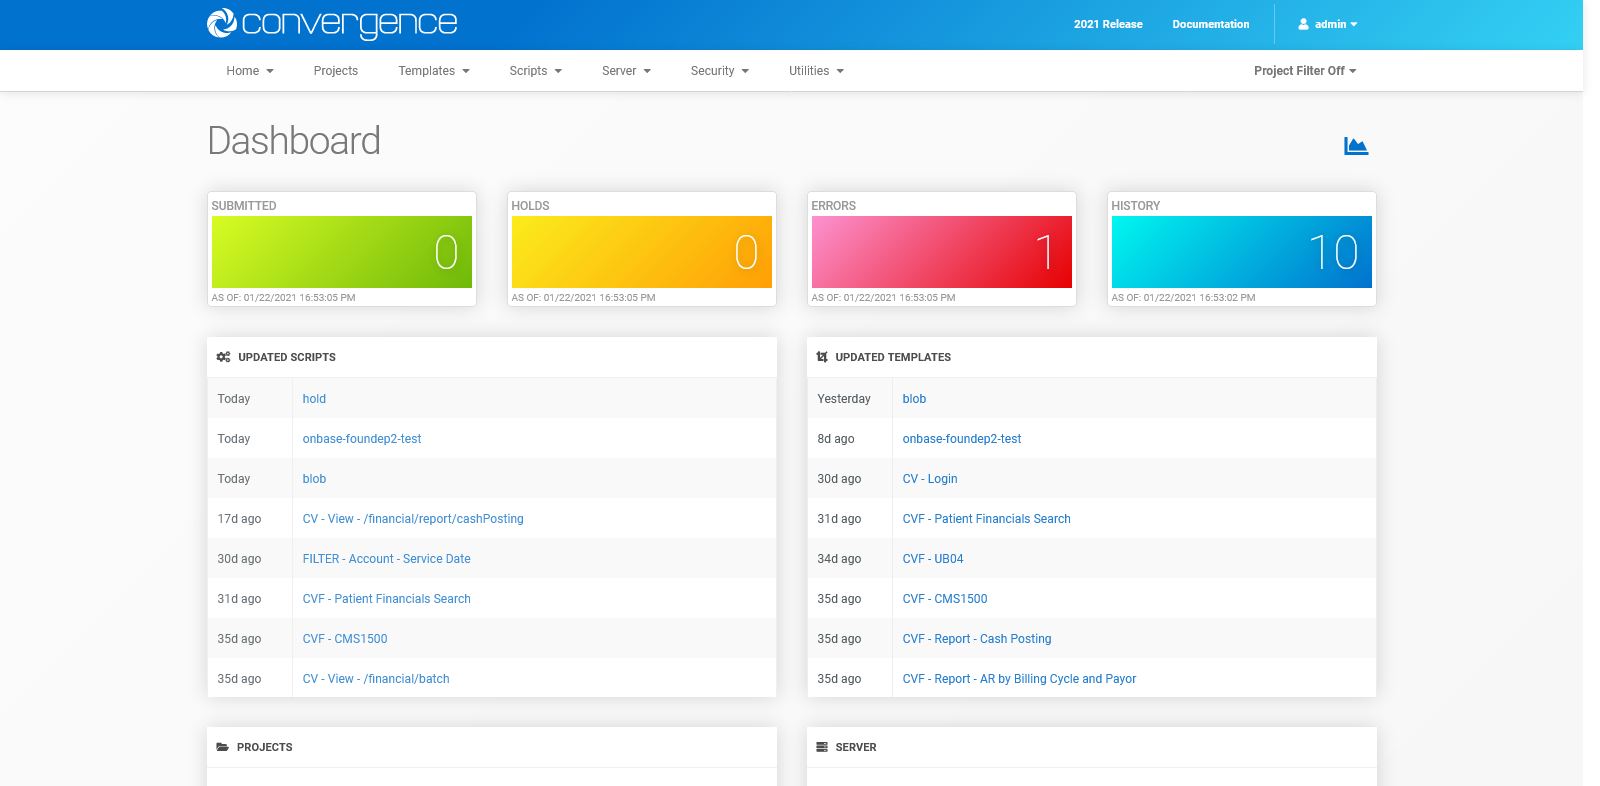 convergence
2021 Release Documentation admin
Home Projects Templates Scripts Server Security Utilities Project Filter Off
Dashboard
SUBMITTED
0
AS OF: 01/22/2021 16:53:05 PM
HOLDS
0
AS OF: 01/22/2021 16:53:05 PM
ERRORS
1
AS OF: 01/22/2021 16:53:05 PM
HISTORY
10
AS OF: 01/22/2021 16:53:02 PM
UPDATED SCRIPTS
Today hold
Today onbase-foundep2-test
Today blob
17d ago CV - View - /financial/report/cashPosting
30d ago FILTER - Account - Service Date
31d ago CVF - Patient Financials Search
35d ago CVF - CMS1500
35d ago CV - View - /financial/batch
UPDATED TEMPLATES
Yesterday blob
8d ago onbase-foundep2-test
30d ago CV - Login
31d ago CVF - Patient Financials Search
34d ago CVF - UB04
35d ago CVF - CMS1500
35d ago CVF - Report - Cash Posting
35d ago CVF - Report - AR by Billing Cycle and Payor
PROJECTS
SERVER